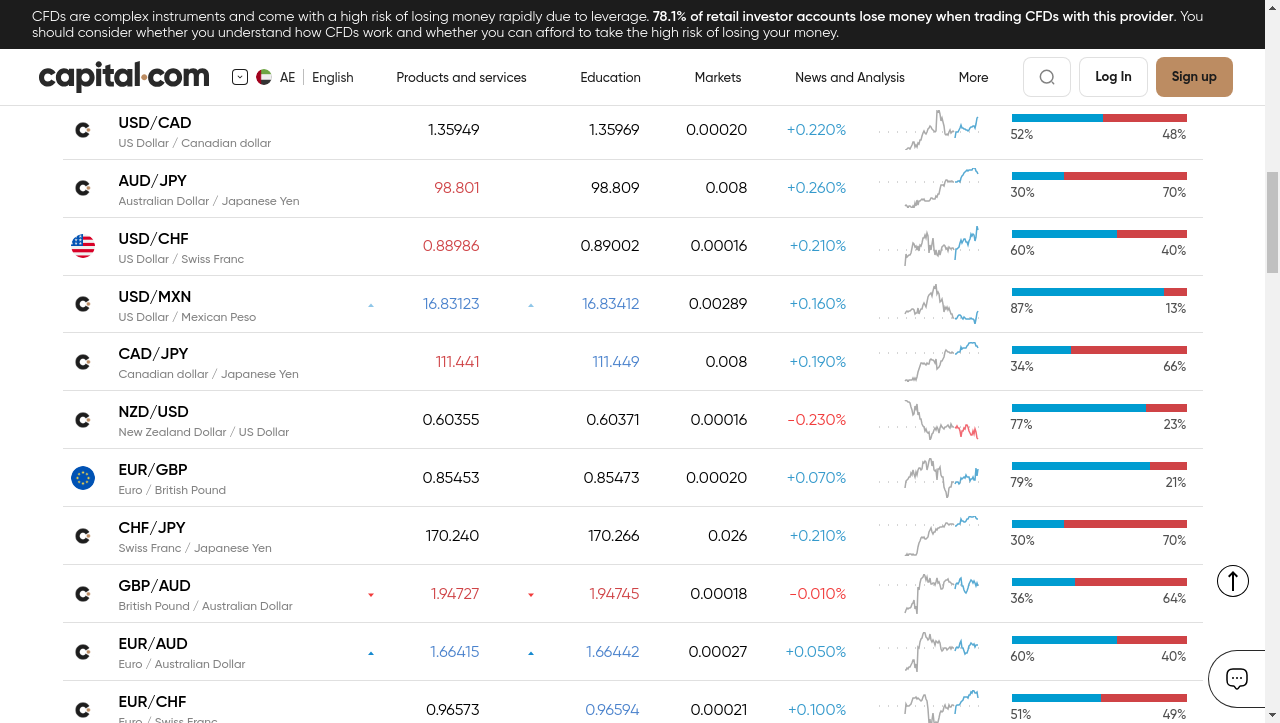 CFDs are complex instruments and come with a high risk of losing money rapidly due to leverage. 78.1% of retail investor accounts lose money when trading CFDs with this provider. You
should consider whether you understand how CFDs work and whether you can afford to take the high risk of losing your money.
capital.com AE English Products and services Education Markets News and Analysis More Log In Sign up
USD/CAD 1.35949 1.35969 0.00020 +0.220%
US Dollar / Canadian dollar 52% 48%
AUD/JPY 98.801 98.809 0.008 +0.260%
Australian Dollar / Japanese Yen 30% 70%
USD/CHF 0.88986 0.89002 0.00016 +0.210%
US Dollar / Swiss Franc 60% 40%
USD/MXN 16.83123 16.83412 0.00289 +0.160%
US Dollar / Mexican Peso 87% 13%
CAD/JPY 111.441 111.449 0.008 +0.190%
Canadian dollar / Japanese Yen 34% 66%
NZD/USD 0.60355 0.60371 0.00016 -0.230%
New Zealand Dollar / US Dollar 77% 23%
EUR/GBP 0.85453 0.85473 0.00020 +0.070%
Euro / British Pound 79% 21%
CHF/JPY 170.240 170.266 0.026 +0.210%
Swiss Franc / Japanese Yen 30% 70%
GBP/AUD 1.94727 1.94745 0.00018 -0.010%
British Pound / Australian Dollar 36% 64%
EUR/AUD 1.66415 1.66442 0.00027 +0.050%
Euro / Australian Dollar 60% 40%
EUR/CHF 0.96573 0.96594 0.00021 +0.100%
Euro / Swiss Franc 51% 49%